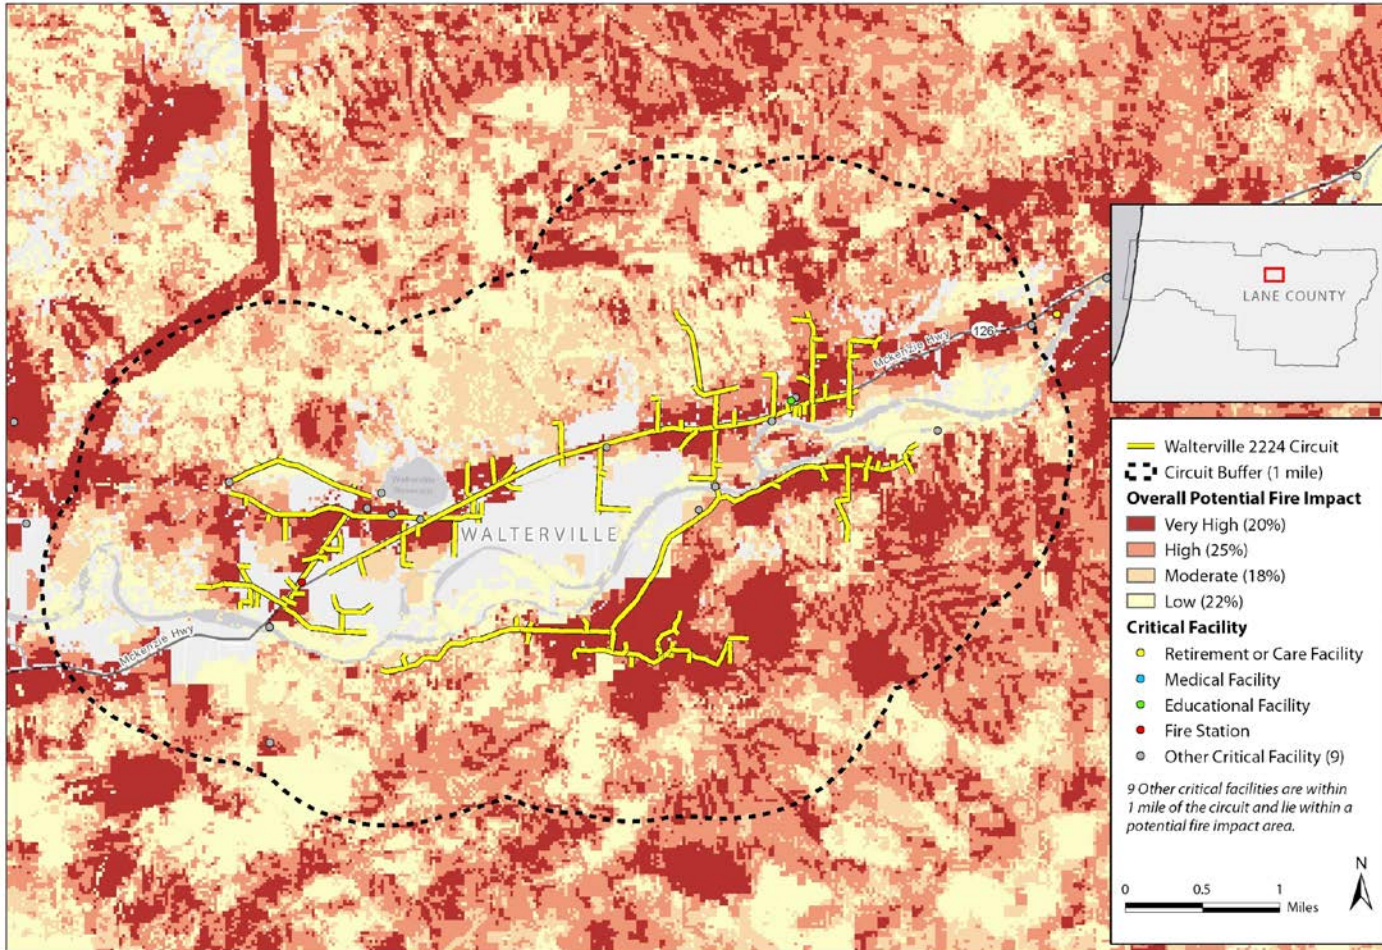 126
Mckenzie Hwy
LANE COUNTY
Walterville
WALTERVILLE
Mckenzie Hwy
Walterville 2224 Circuit
Circuit Buffer (1 mile)
Overall Potential Fire Impact
Very High (20%)
High (25%)
Moderate (18%)
Low (22%)
Critical Facility
Retirement or Care Facility
Medical Facility
Educational Facility
Fire Station
Other Critical Facility (9)
9 Other critical facilities are within
1 mile of the circuit and lie within a
potential fire impact area.
N
0 0.5 1
Miles